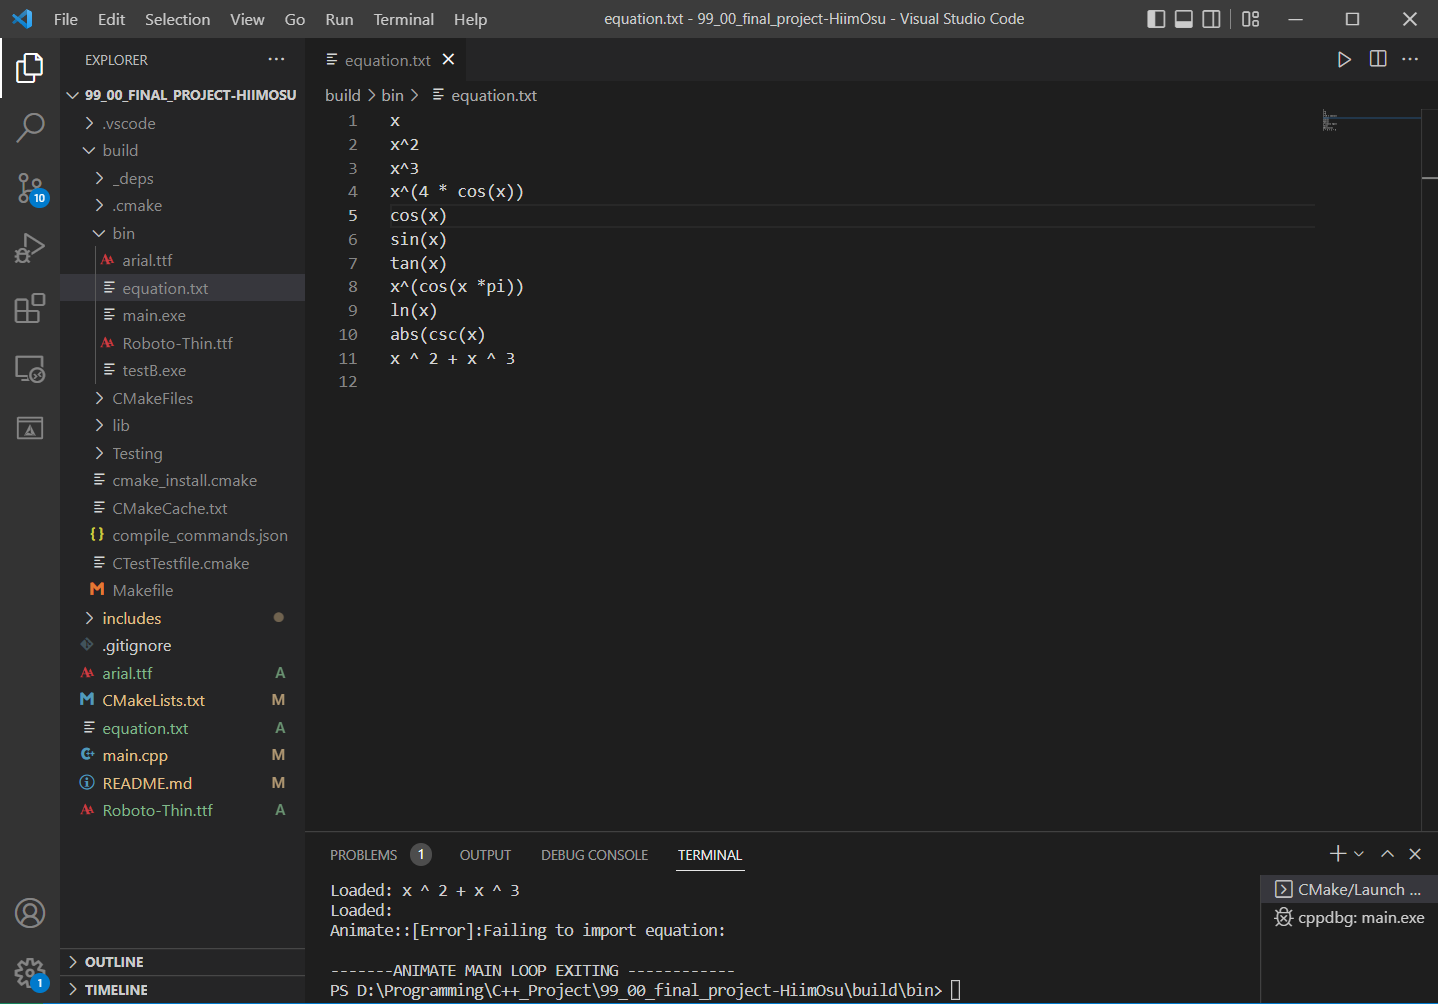 File Edit Selection View Go Run Terminal Help equation.txt - 99_00_final_project-HiimOsu - Visual Studio Code
EXPLORER
99_00_FINAL_PROJECT-HIIMOSU
.vscode
build
_deps
.cmake
bin
arial.ttf
equation.txt
main.exe
Roboto-Thin.ttf
testB.exe
CMakeFiles
lib
Testing
cmake_install.cmake
CMakeCache.txt
compile_commands.json
CTestTestfile.cmake
Makefile
includes
.gitignore
arial.ttf A
CMakeLists.txt M
equation.txt A
main.cpp M
README.md M
Roboto-Thin.ttf A
OUTLINE
TIMELINE
10
1
equation.txt
build > bin > equation.txt
1 x
2 x^2
3 x^3
4 x^(4 * cos(x))
5 cos(x)
6 sin(x)
7 tan(x)
8 x^(cos(x *pi))
9 ln(x)
10 abs(csc(x)
11 x ^ 2 + x ^ 3
12
PROBLEMS 1 OUTPUT DEBUG CONSOLE TERMINAL
Loaded: x ^ 2 + x ^ 3
Loaded:
Animate::[Error]:Failing to import equation:
-------ANIMATE MAIN LOOP EXITING ------------
PS D:\Programming\C++_Project\99_00_final_project-HiimOsu\build\bin>
CMake/Launch ...
cppdbg: main.exe